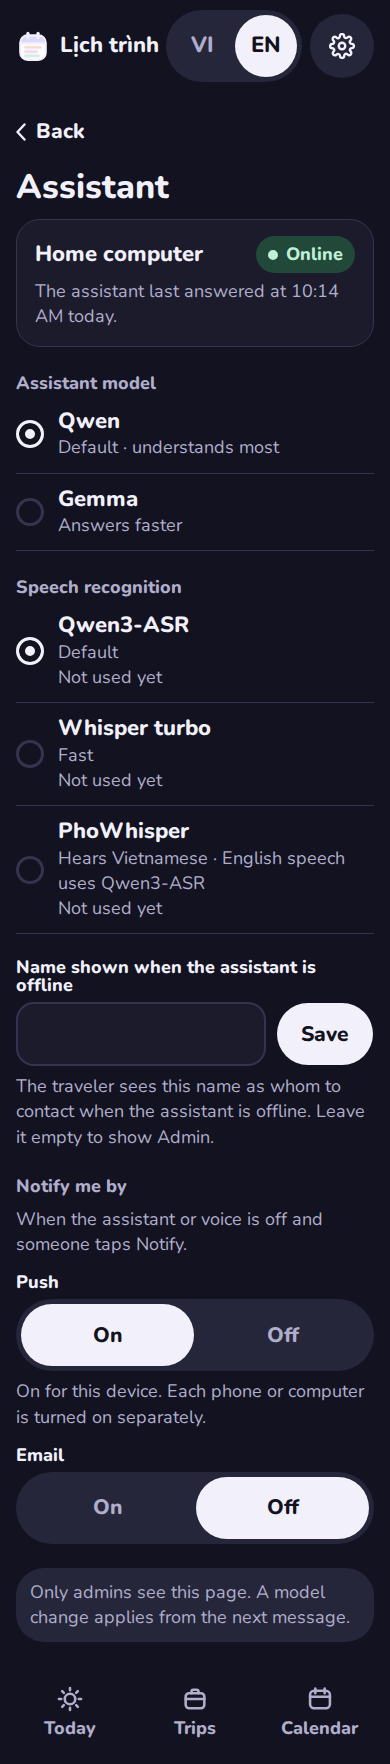 Lịch trình
VI
EN
Back
Assistant
Home computer
Online
The assistant last answered at 10:14
AM today.
Assistant model
Qwen
Default · understands most
Gemma
Answers faster
Speech recognition
Qwen3-ASR
Default
Not used yet
Whisper turbo
Fast
Not used yet
PhoWhisper
Hears Vietnamese · English speech
uses Qwen3-ASR
Not used yet
Name shown when the assistant is
offline
Save
The traveler sees this name as whom to
contact when the assistant is offline. Leave
it empty to show Admin.
Notify me by
When the assistant or voice is off and
someone taps Notify.
Push
On
Off
On for this device. Each phone or computer
is turned on separately.
Email
On
Off
Only admins see this page. A model
change applies from the next message.
Today
Trips
Calendar